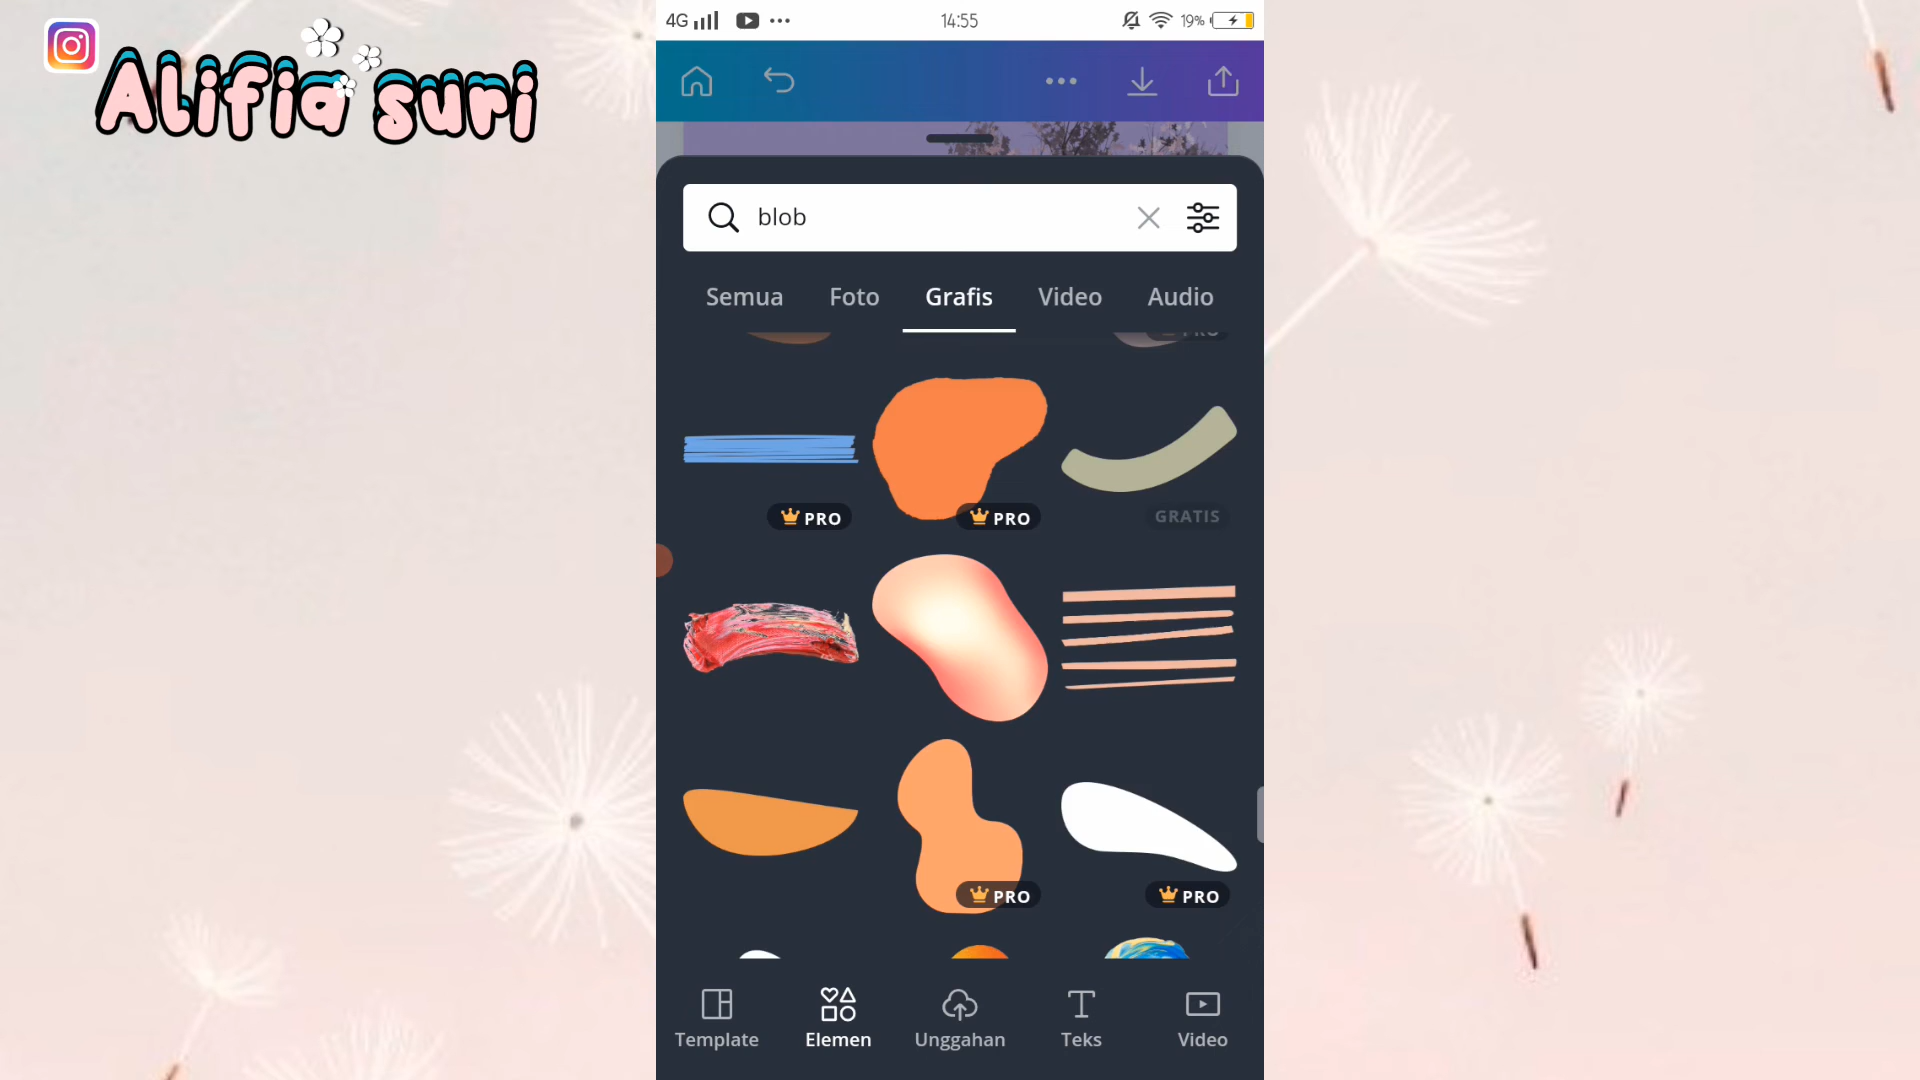 Alifia suri
4G 14:55 19%
blob
Semua Foto Grafis Video Audio
PRO
PRO PRO GRATIS
PRO PRO
Template Elemen Unggahan Teks Video